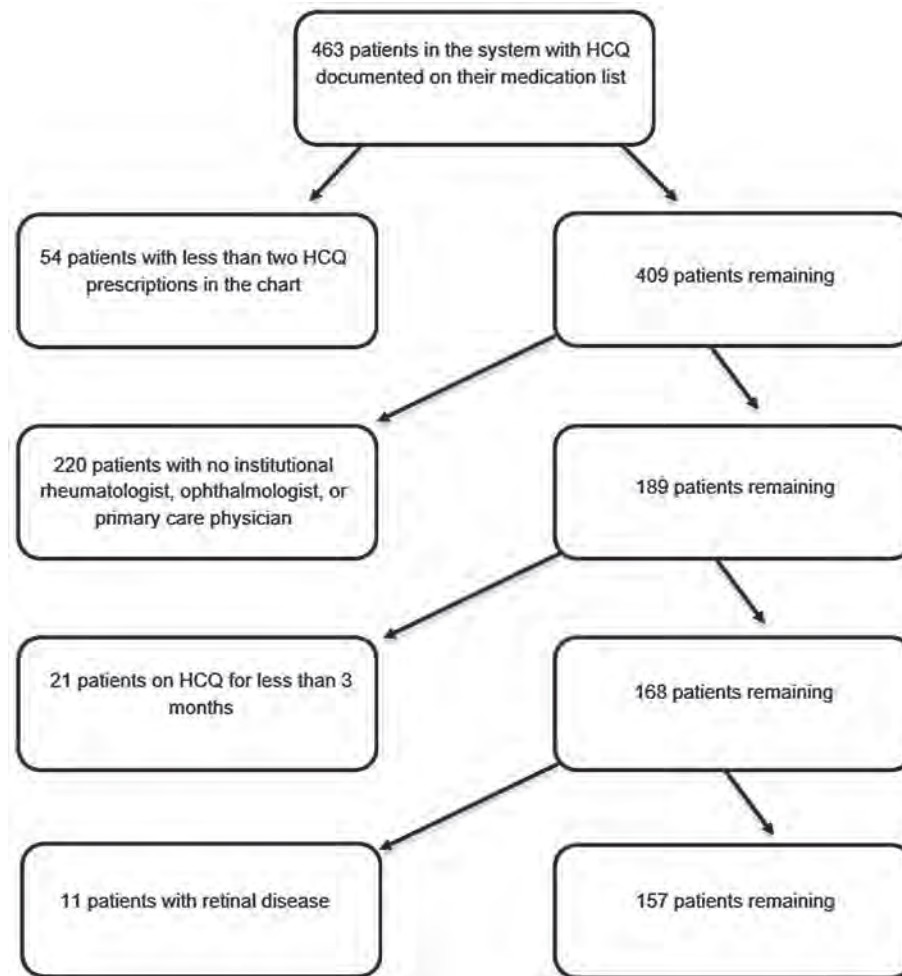 463 patients in the system with HCQ
documented on their medication list
54 patients with less than two HCQ
prescriptions in the chart
409 patients remaining
220 patients with no institutional
rheumatologist, ophthalmologist, or
primary care physician
189 patients remaining
21 patients on HCQ for less than 3
months
168 patients remaining
11 patients with retinal disease
157 patients remaining